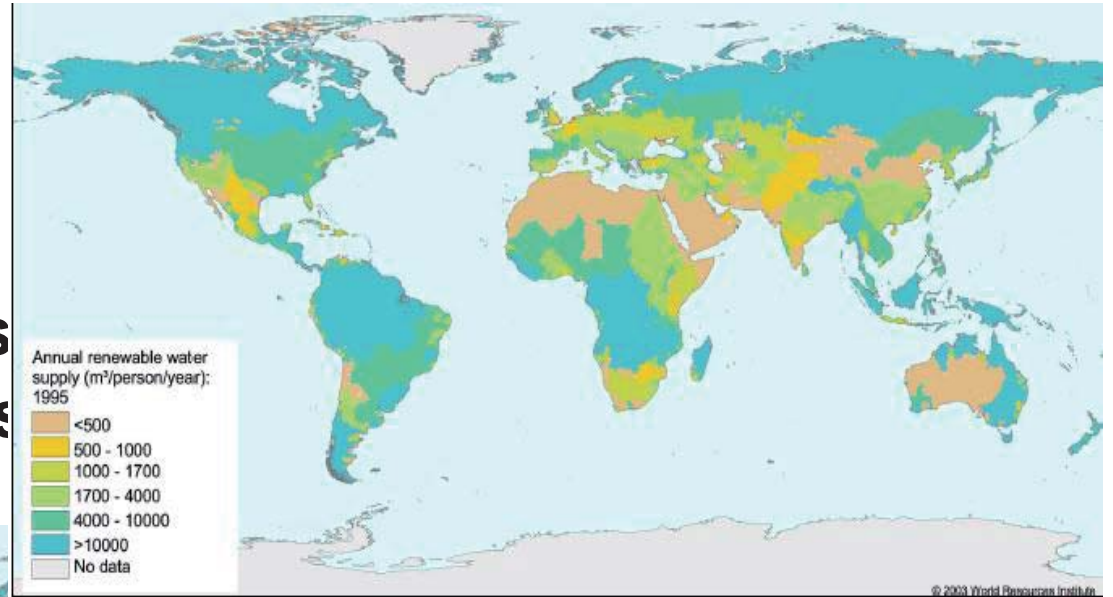 s
s
Annual renewable water
supply (m³/person/year):
1995
<500
500 - 1000
1000 - 1700
1700 - 4000
4000 - 10000
>10000
No data
© 2003 World Resources Institute